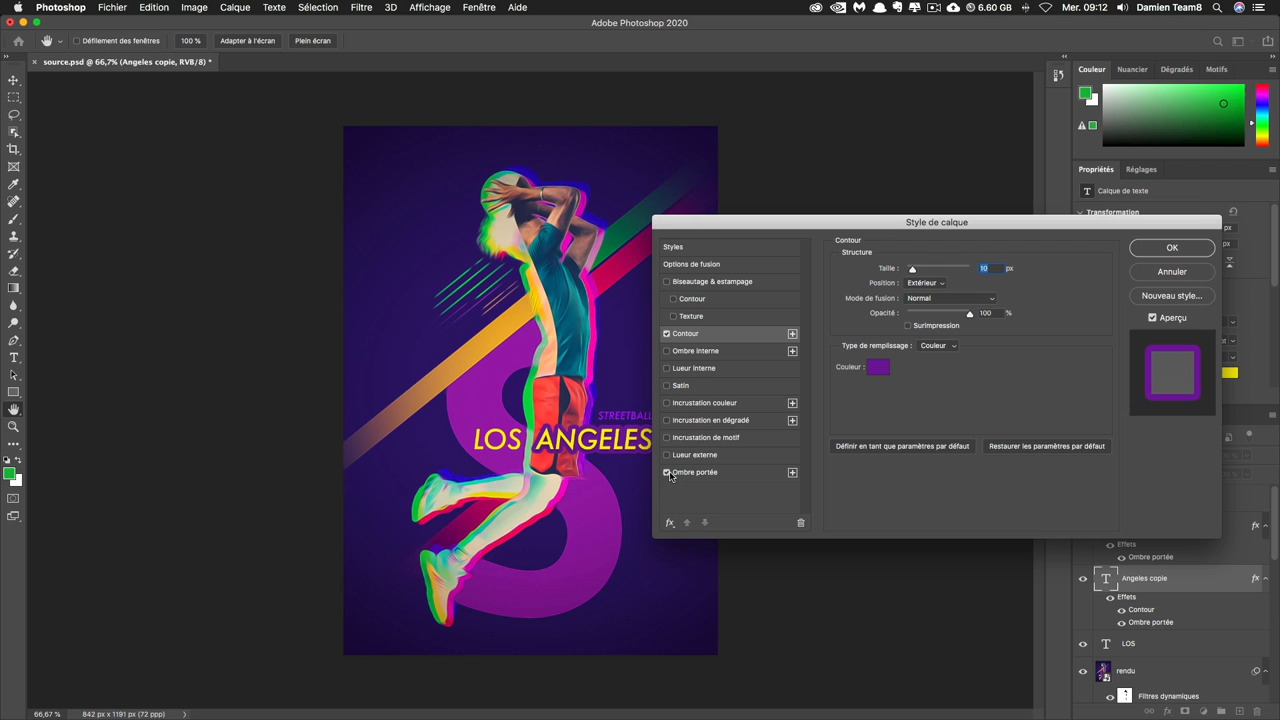 Photoshop Fichier Edition Image Calque Texte Sélection Filtre 3D Affichage Fenêtre Aide 6.60 GB Mer. 09:12 Damien Team8
Adobe Photoshop 2020
Défilement des fenêtres 100 % Adapter à l'écran Plein écran
source.psd @ 66,7% (Angeles copie, RVB/8) *
Couleur Nuancier Dégradés Motifs
Propriétés Réglages
T Calque de texte
Transformation
px
px
Style de calque
Styles
Options de fusion
Biseautage & estampage
Contour
Texture
Contour
Ombre interne
Lueur interne
Satin
Incrustation couleur
Incrustation en dégradé
Incrustation de motif
Lueur externe
Ombre portée
fx
Contour
Structure
Taille : 10 px
Position : Extérieur
Mode de fusion : Normal
Opacité : 100 %
Surimpression
Type de remplissage : Couleur
Couleur :
Définir en tant que paramètres par défaut Restaurer les paramètres par défaut
OK
Annuler
Nouveau style...
Aperçu
STREETBALL
LOS ANGELES
S
fx
Effets
Ombre portée
T Angeles copie fx
Effets
Contour
Ombre portée
T LOS
rendu
Filtres dynamiques
fx
66,67 % 842 px x 1191 px (72 ppp)